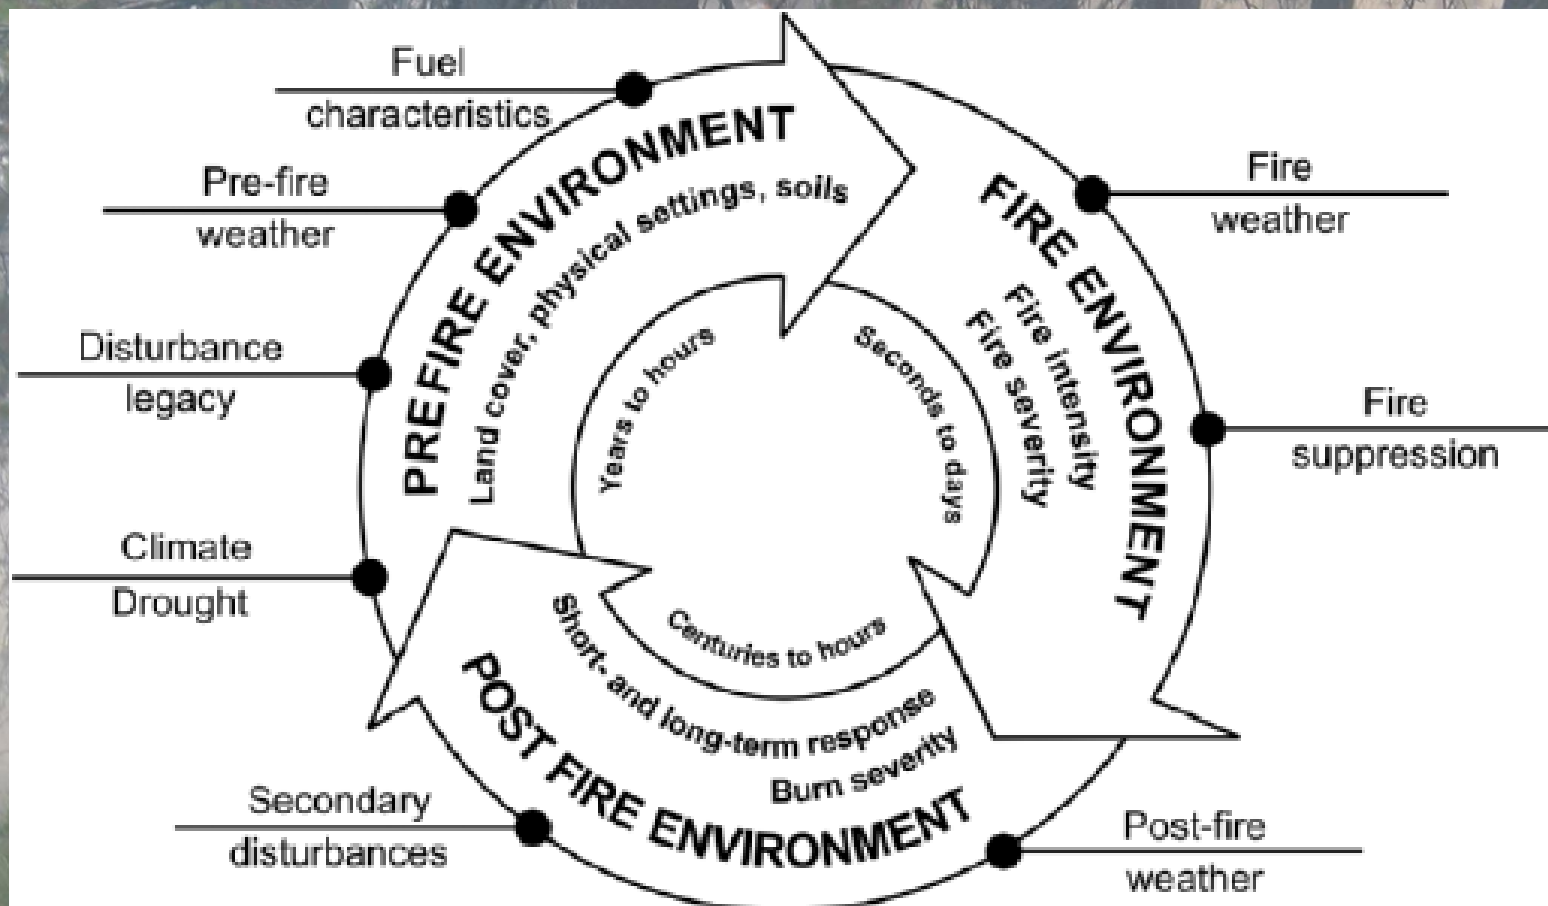 Fuel
characteristics
Pre-fire
weather
Disturbance
legacy
Climate
Drought
PREFIRE ENVIRONMENT
Land cover, physical settings, soils
Years to hours
Fire
weather
Fire
suppression
FIRE ENVIRONMENT
Fire intensity
Fire severity
Seconds to days
Post-fire
weather
Secondary
disturbances
Centuries to hours
Short- and long-term response
Burn severity
POST FIRE ENVIRONMENT